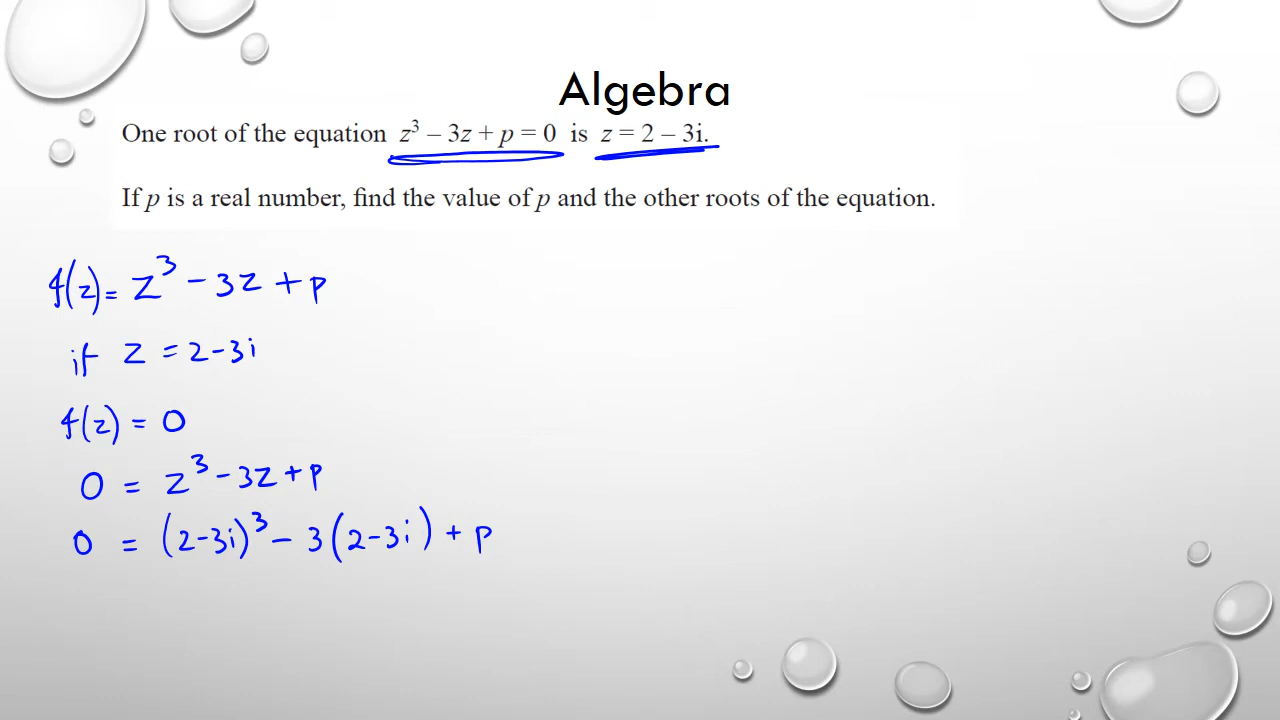 Algebra
One root of the equation z³ – 3z + p = 0 is z = 2 – 3i.
If p is a real number, find the value of p and the other roots of the equation.
f(z) = z³ - 3z + p
if z = 2-3i
f(z) = 0
0 = z³ - 3z + p
0 = (2-3i)³ - 3(2-3i) + p